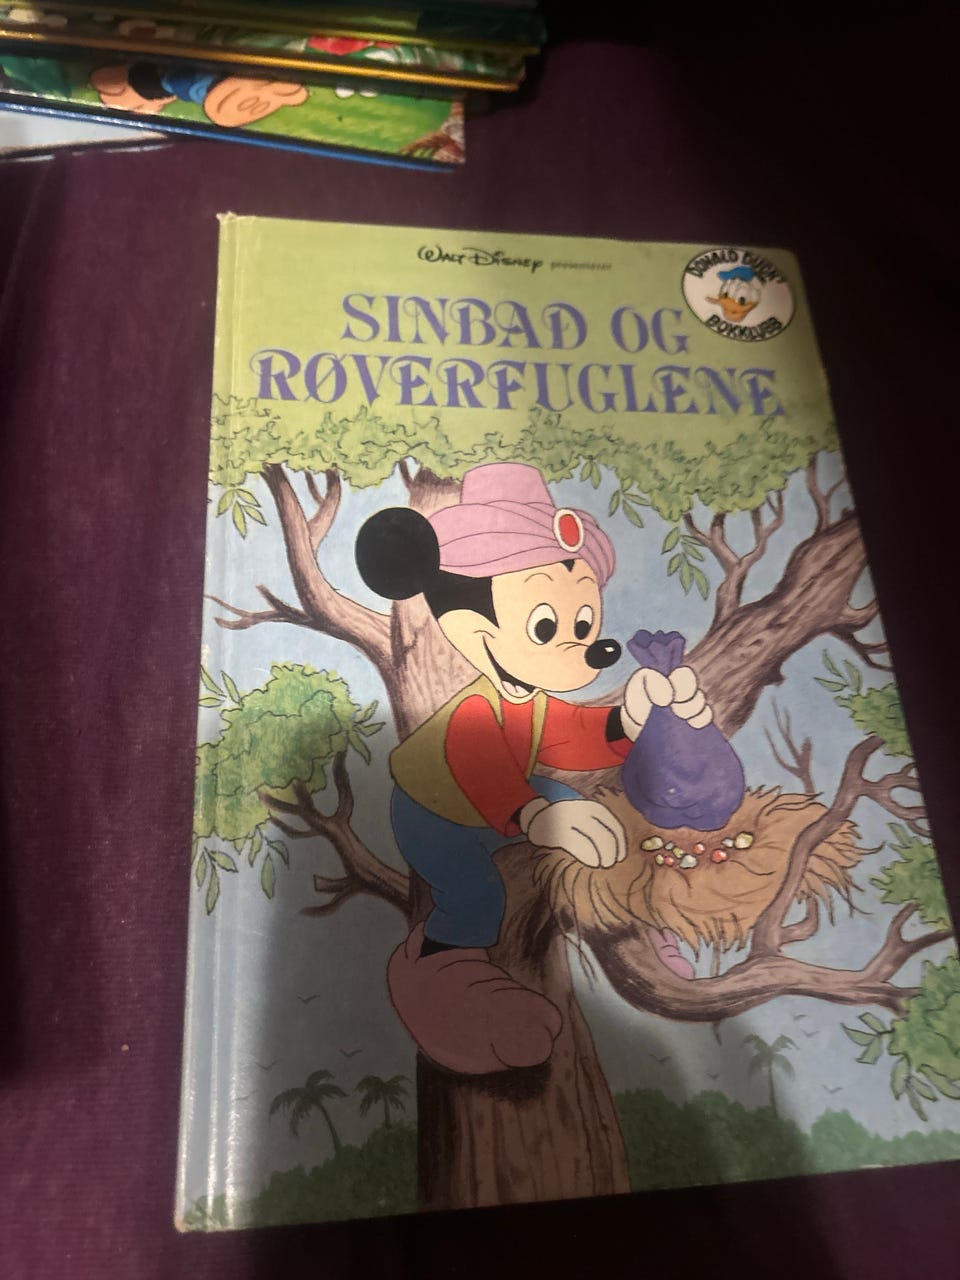 WALT DISNEY presenterer
DONALD DUCK'S
BOKKLUBB
SINBAD OG
RØVERFUGLENE